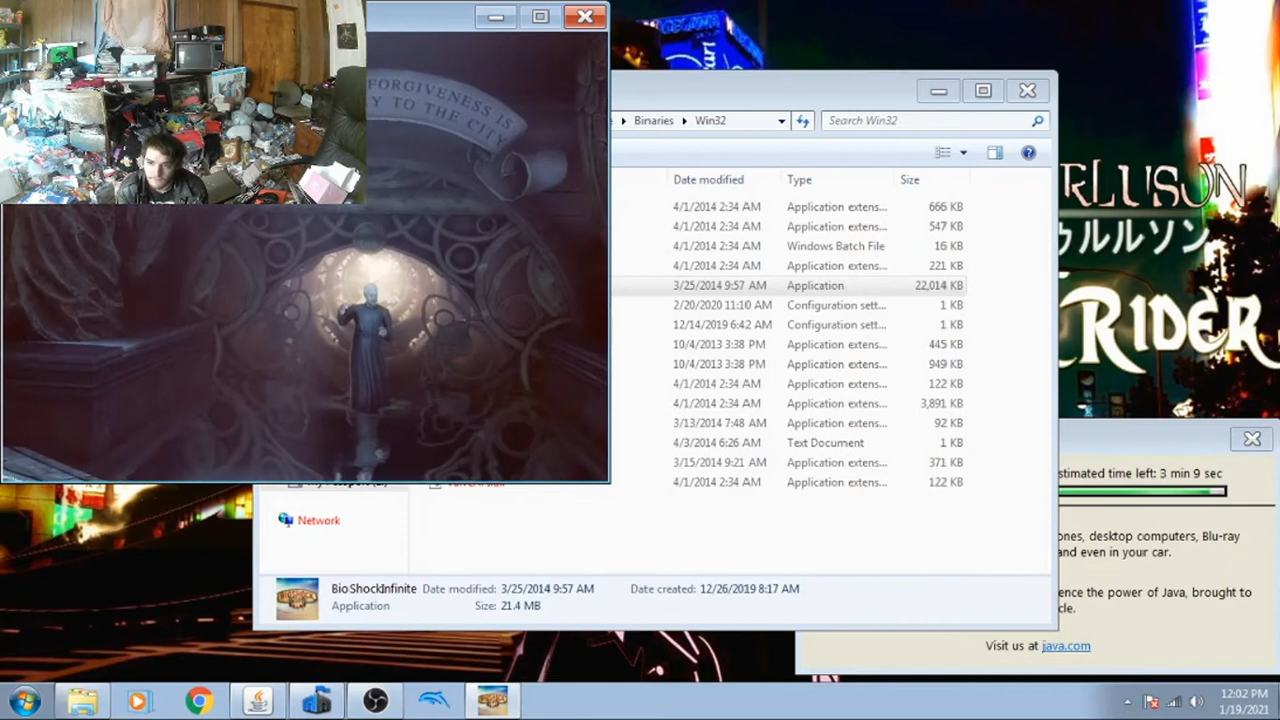 FORGIVENESS IS
Y TO THE CITY
Binaries
Win32
Search Win32
Date modified
Type
Size
4/1/2014 2:34 AM Application extens... 666 KB
4/1/2014 2:34 AM Application extens... 547 KB
4/1/2014 2:34 AM Windows Batch File 16 KB
4/1/2014 2:34 AM Application extens... 221 KB
3/25/2014 9:57 AM Application 22,014 KB
2/20/2020 11:10 AM Configuration sett... 1 KB
12/14/2019 6:42 AM Configuration sett... 1 KB
10/4/2013 3:38 PM Application extens... 445 KB
10/4/2013 3:38 PM Application extens... 949 KB
4/1/2014 2:34 AM Application extens... 122 KB
4/1/2014 2:34 AM Application extens... 3,891 KB
3/13/2014 7:48 AM Application extens... 92 KB
4/3/2014 6:26 AM Text Document 1 KB
3/15/2014 9:21 AM Application extens... 371 KB
4/1/2014 2:34 AM Application extens... 122 KB
Network
BioShockInfinite Date modified: 3/25/2014 9:57 AM Date created: 12/26/2019 8:17 AM
Application Size: 21.4 MB
RLUSON
ゥルルソン
RIDER
stimated time left: 3 min 9 sec
ones, desktop computers, Blu-ray
and even in your car.
ence the power of Java, brought to
cle.
Visit us at java.com
12:02 PM
1/19/2021